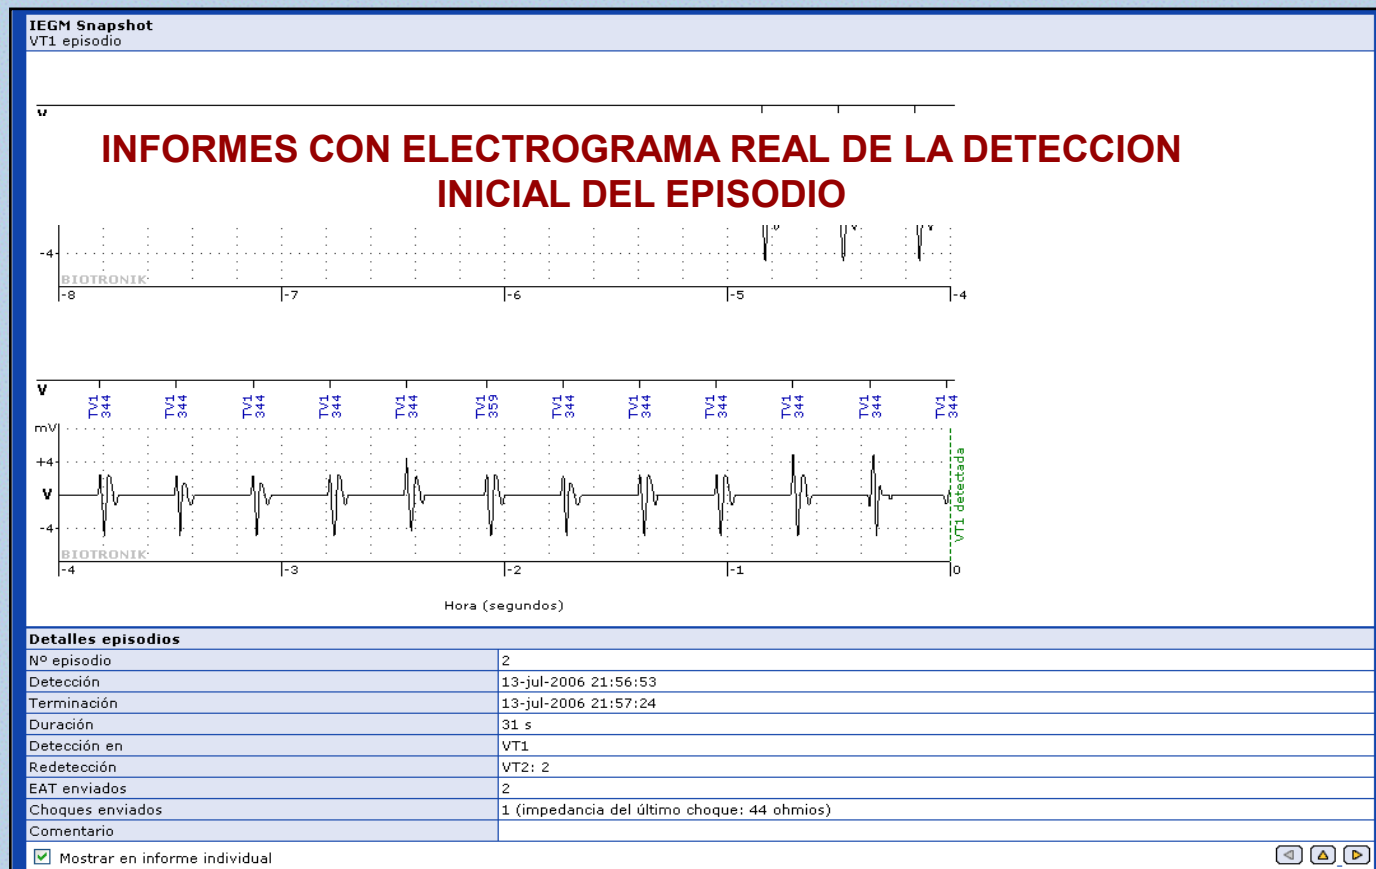 IEGM Snapshot
VT1 episodio
V
INFORMES CON ELECTROGRAMA REAL DE LA DETECCION
INICIAL DEL EPISODIO
-4
BIOTRONIK
-8 -7 -6 -5 -4
V
TV1 344 TV1 344 TV1 344 TV1 344 TV1 344 TV1 359 TV1 344 TV1 344 TV1 344 TV1 344 TV1 344 TV1 344
mV
+4
V
-4
VT1 detectada
BIOTRONIK
-4 -3 -2 -1 0
Hora (segundos)
Detalles episodios
Nº episodio 2
Detección 13-jul-2006 21:56:53
Terminación 13-jul-2006 21:57:24
Duración 31 s
Detección en VT1
Redetección VT2: 2
EAT enviados 2
Choques enviados 1 (impedancia del último choque: 44 ohmios)
Comentario
Mostrar en informe individual